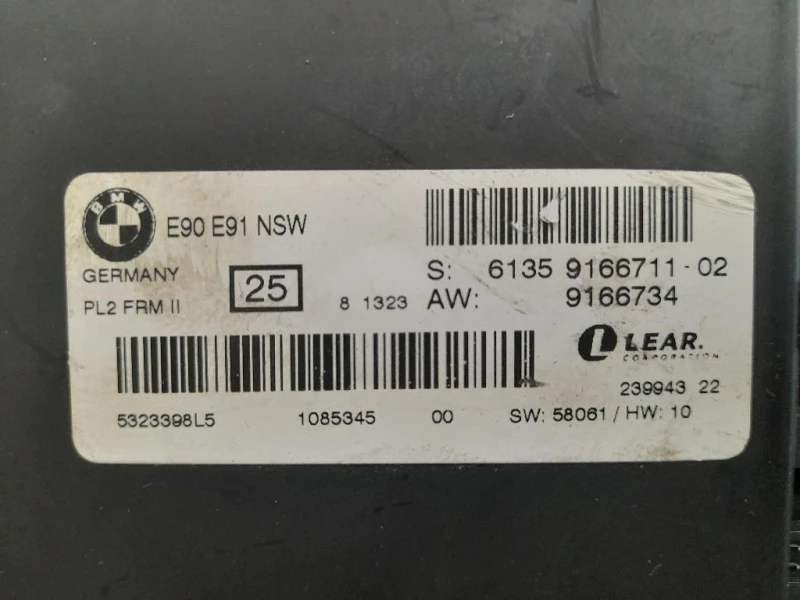 BMW
E90 E91 NSW
GERMANY
PL2 FRM II
25
8 1323
S: 6135 9166711-02
AW: 9166734
LEAR.
CORPORATION
239943 22
5323398L5 1085345 00 SW: 58061 / HW: 10